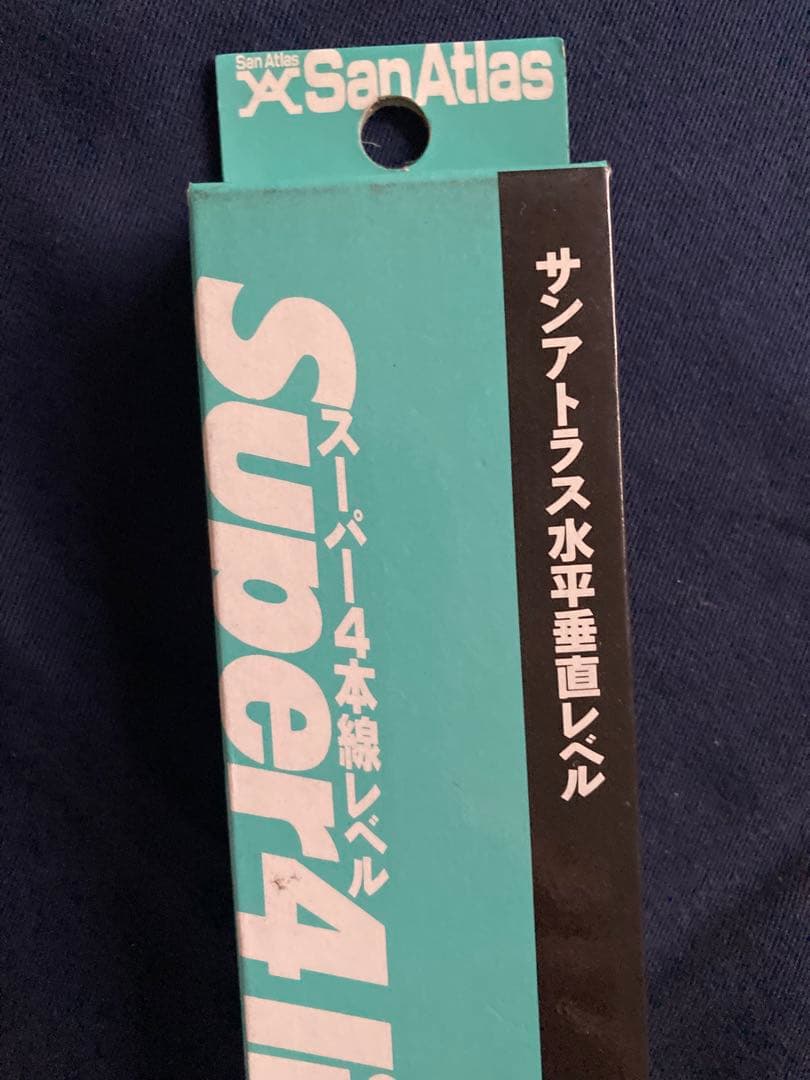 San Atlas
SanAtlas
サンアトラス水平垂直レベル
スーパー4本線レベル
Super4